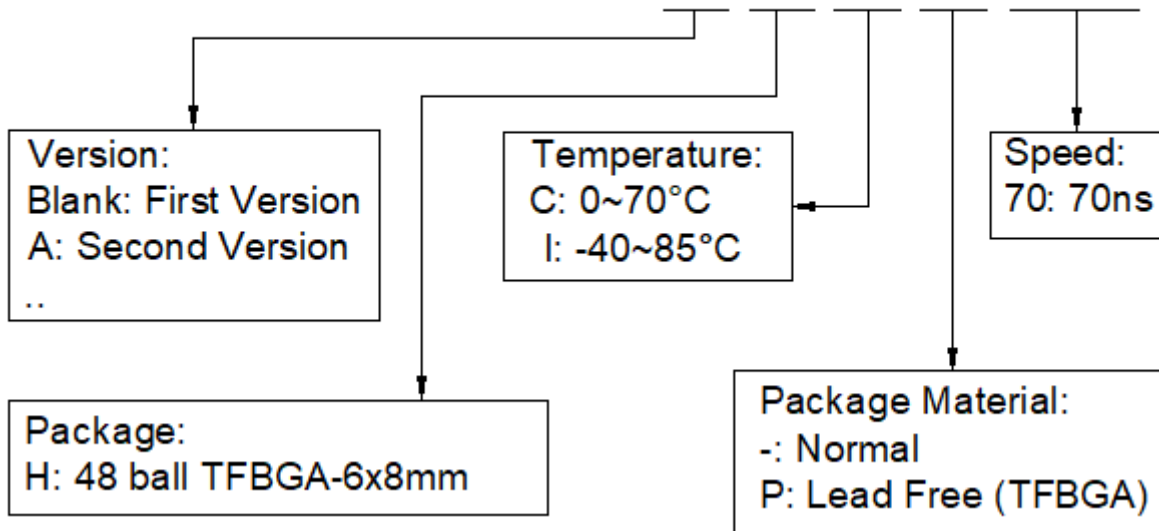 Version:
Blank: First Version
A: Second Version
..
Temperature:
C: 0~70°C
I: -40~85°C
Speed:
70: 70ns
Package:
H: 48 ball TFBGA-6x8mm
Package Material:
-: Normal
P: Lead Free (TFBGA)